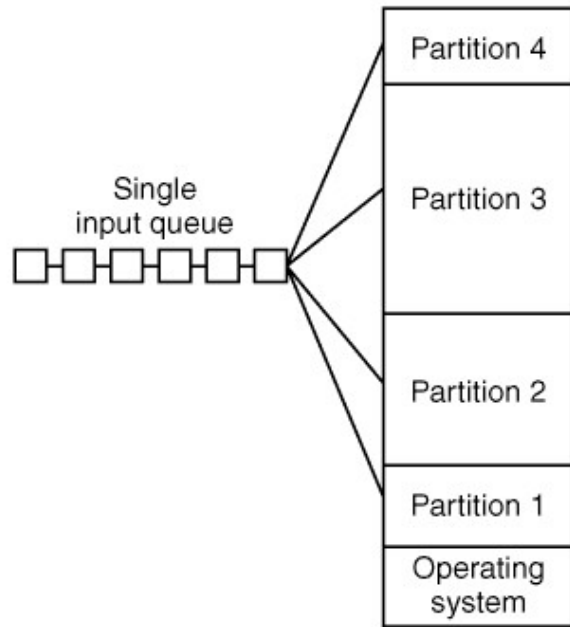 Partition 4
Single
input queue
Partition 3
Partition 2
Partition 1
Operating
system